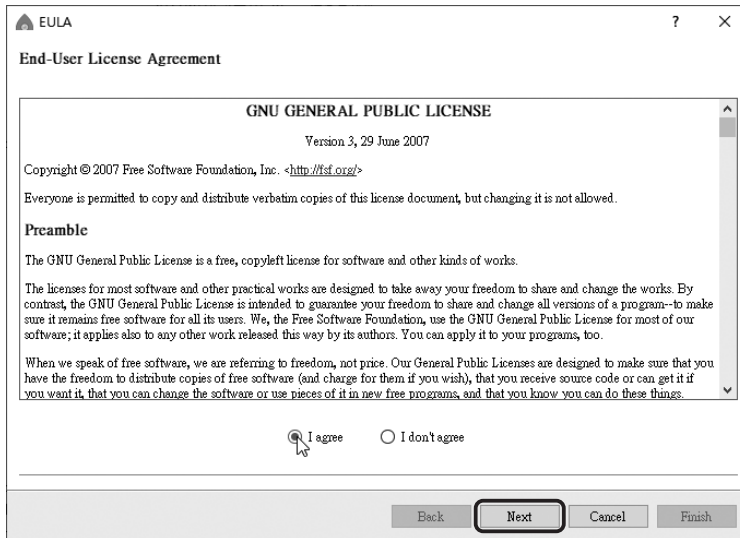 EULA
?
End-User License Agreement
GNU GENERAL PUBLIC LICENSE
Version 3, 29 June 2007
Copyright © 2007 Free Software Foundation, Inc. <http://fsf.org/>
Everyone is permitted to copy and distribute verbatim copies of this license document, but changing it is not allowed.
Preamble
The GNU General Public License is a free, copyleft license for software and other kinds of works.
The licenses for most software and other practical works are designed to take away your freedom to share and change the works. By
contrast, the GNU General Public License is intended to guarantee your freedom to share and change all versions of a program--to make
sure it remains free software for all its users. We, the Free Software Foundation, use the GNU General Public License for most of our
software; it applies also to any other work released this way by its authors. You can apply it to your programs, too.
When we speak of free software, we are referring to freedom, not price. Our General Public Licenses are designed to make sure that you
have the freedom to distribute copies of free software (and charge for them if you wish), that you receive source code or can get it if
you want it, that you can change the software or use pieces of it in new free programs, and that you know you can do these things.
I agree I don't agree
Back Next Cancel Finish